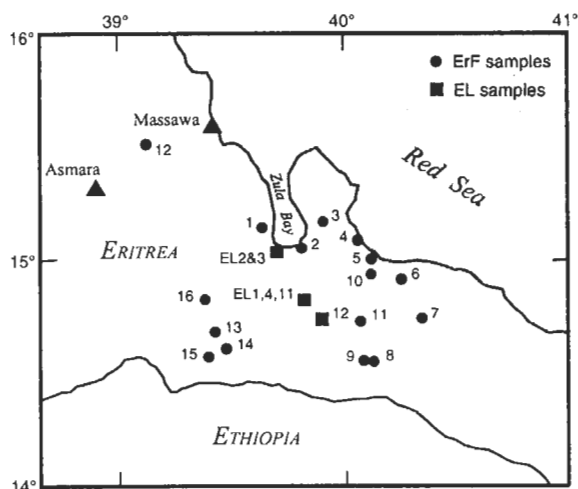 39° 40° 41°
16°
ErF samples
EL samples
Massawa
12
Asmara
Red Sea
Zula Bay
1
3
2
4
EL2&3
5
ERITREA
15°
10
6
16
EL1,4,11
12
11
7
13
14
15
9
8
ETHIOPIA
14°